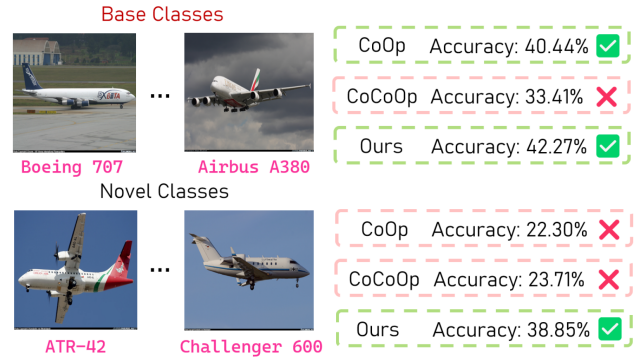 Base Classes
CoOp Accuracy: 40.44%
CoCoOp Accuracy: 33.41%
Ours Accuracy: 42.27%
...
Boeing 707
Airbus A380
Novel Classes
CoOp Accuracy: 22.30%
CoCoOp Accuracy: 23.71%
Ours Accuracy: 38.85%
...
ATR-42
Challenger 600